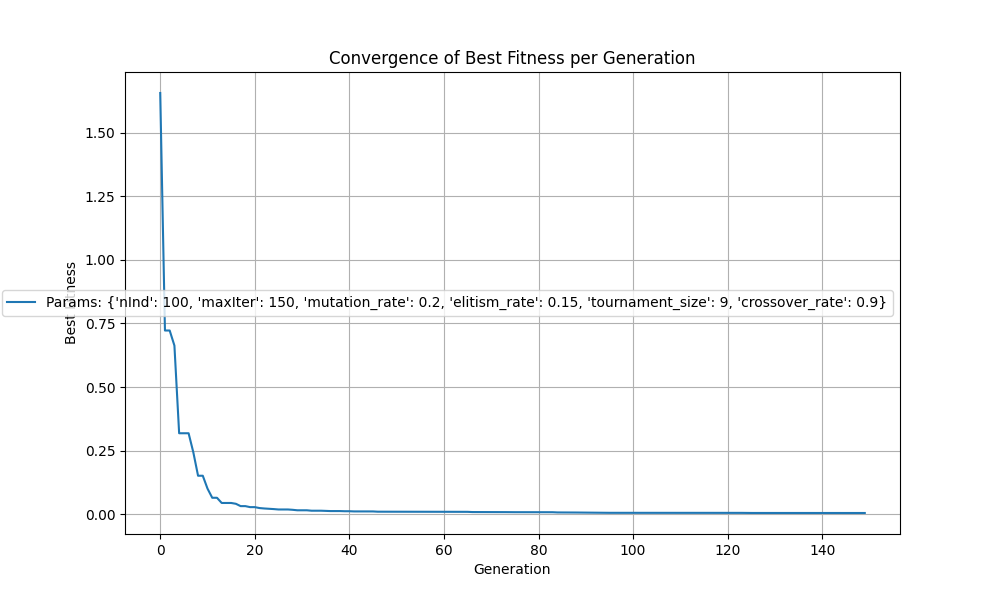 Convergence of Best Fitness per Generation
1.50
1.25
1.00
Params: {'nInd': 100, 'maxIter': 150, 'mutation_rate': 0.2, 'elitism_rate': 0.15, 'tournament_size': 9, 'crossover_rate': 0.9}
0.75
0.50
0.25
0.00
Best Fitness
0 20 40 60 80 100 120 140
Generation